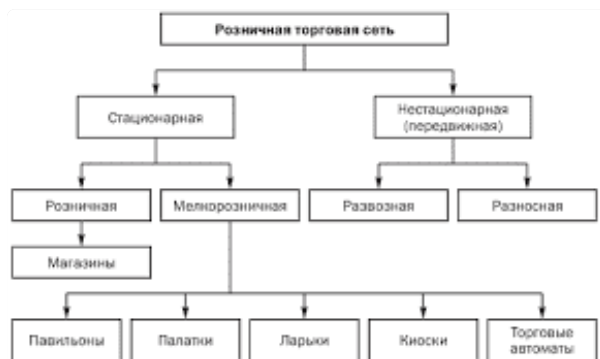 Розничная торговая сеть
Стационарная
Нестационарная
(передвижная)
Розничная
Мелкорозничная
Развозная
Разносная
Магазины
Павильоны
Палатки
Ларьки
Киоски
Торговые
автоматы